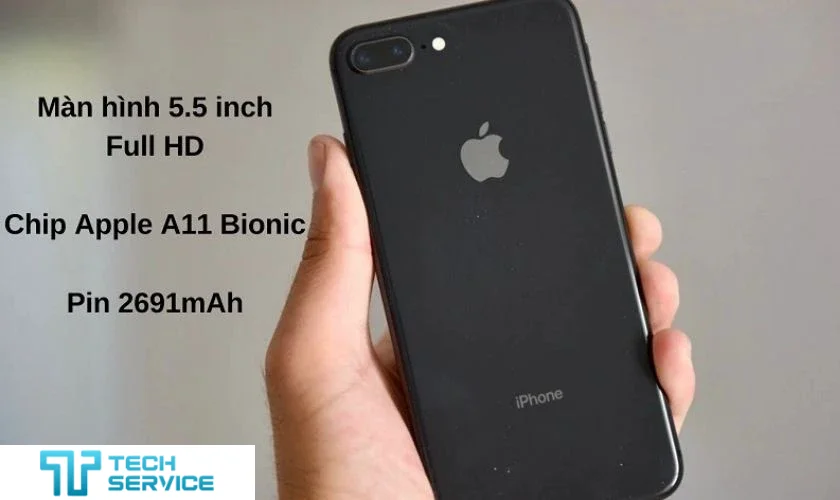 Màn hình 5.5 inch
Full HD
Chip Apple A11 Bionic
Pin 2691mAh
iPhone
TECH
SERVICE